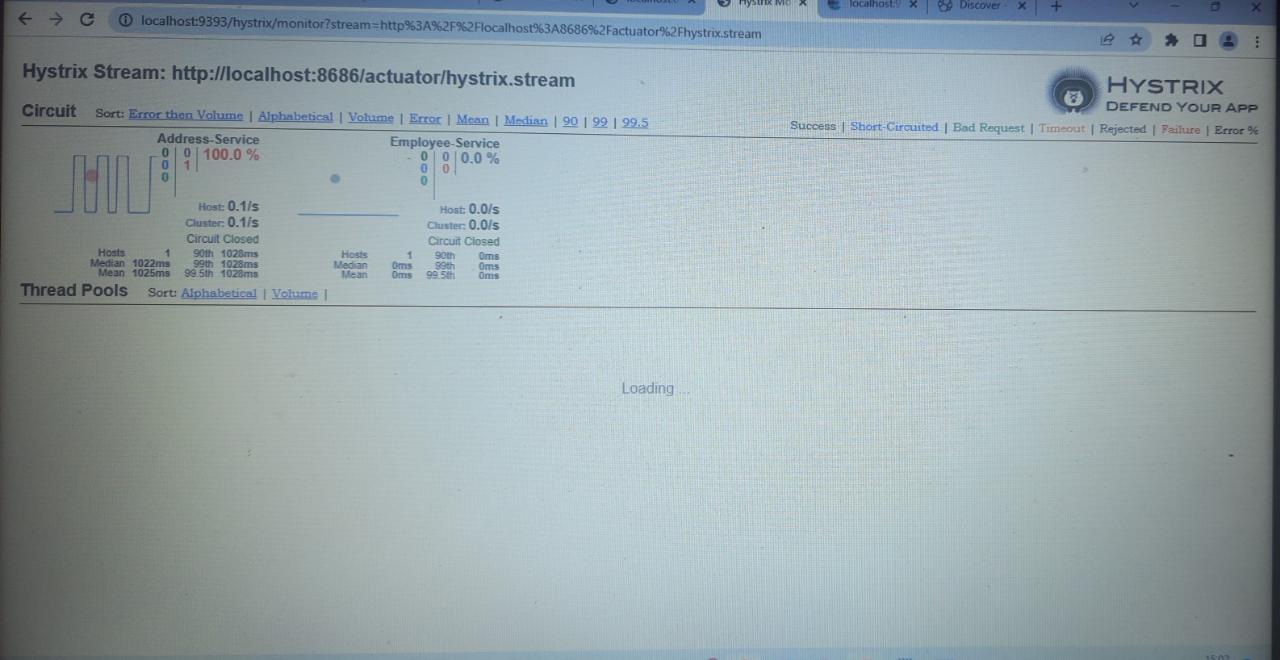 localhost:9393/hystrix/monitor?stream=http%3A%2F%2Flocalhost%3A8686%2Factuator%2Fhystrix.stream
Hystrix Stream: http://localhost:8686/actuator/hystrix.stream
HYSTRIX
DEFEND YOUR APP
Circuit Sort: Error then Volume | Alphabetical | Volume | Error | Mean | Median | 90 | 99 | 99.5
Success | Short-Circuited | Bad Request | Timeout | Rejected | Failure | Error %
Address-Service
0 0 100.0 %
0 1
0
Host: 0.1/s
Cluster: 0.1/s
Circuit Closed
Hosts 1 90th 1028ms
Median 1022ms 99th 1028ms
Mean 1025ms 99.5th 1028ms
Employee-Service
0 0 0.0 %
0 0
0
Host: 0.0/s
Cluster: 0.0/s
Circuit Closed
Hosts 1 90th 0ms
Median 0ms 99th 0ms
Mean 0ms 99.5th 0ms
Thread Pools Sort: Alphabetical | Volume |
Loading ...